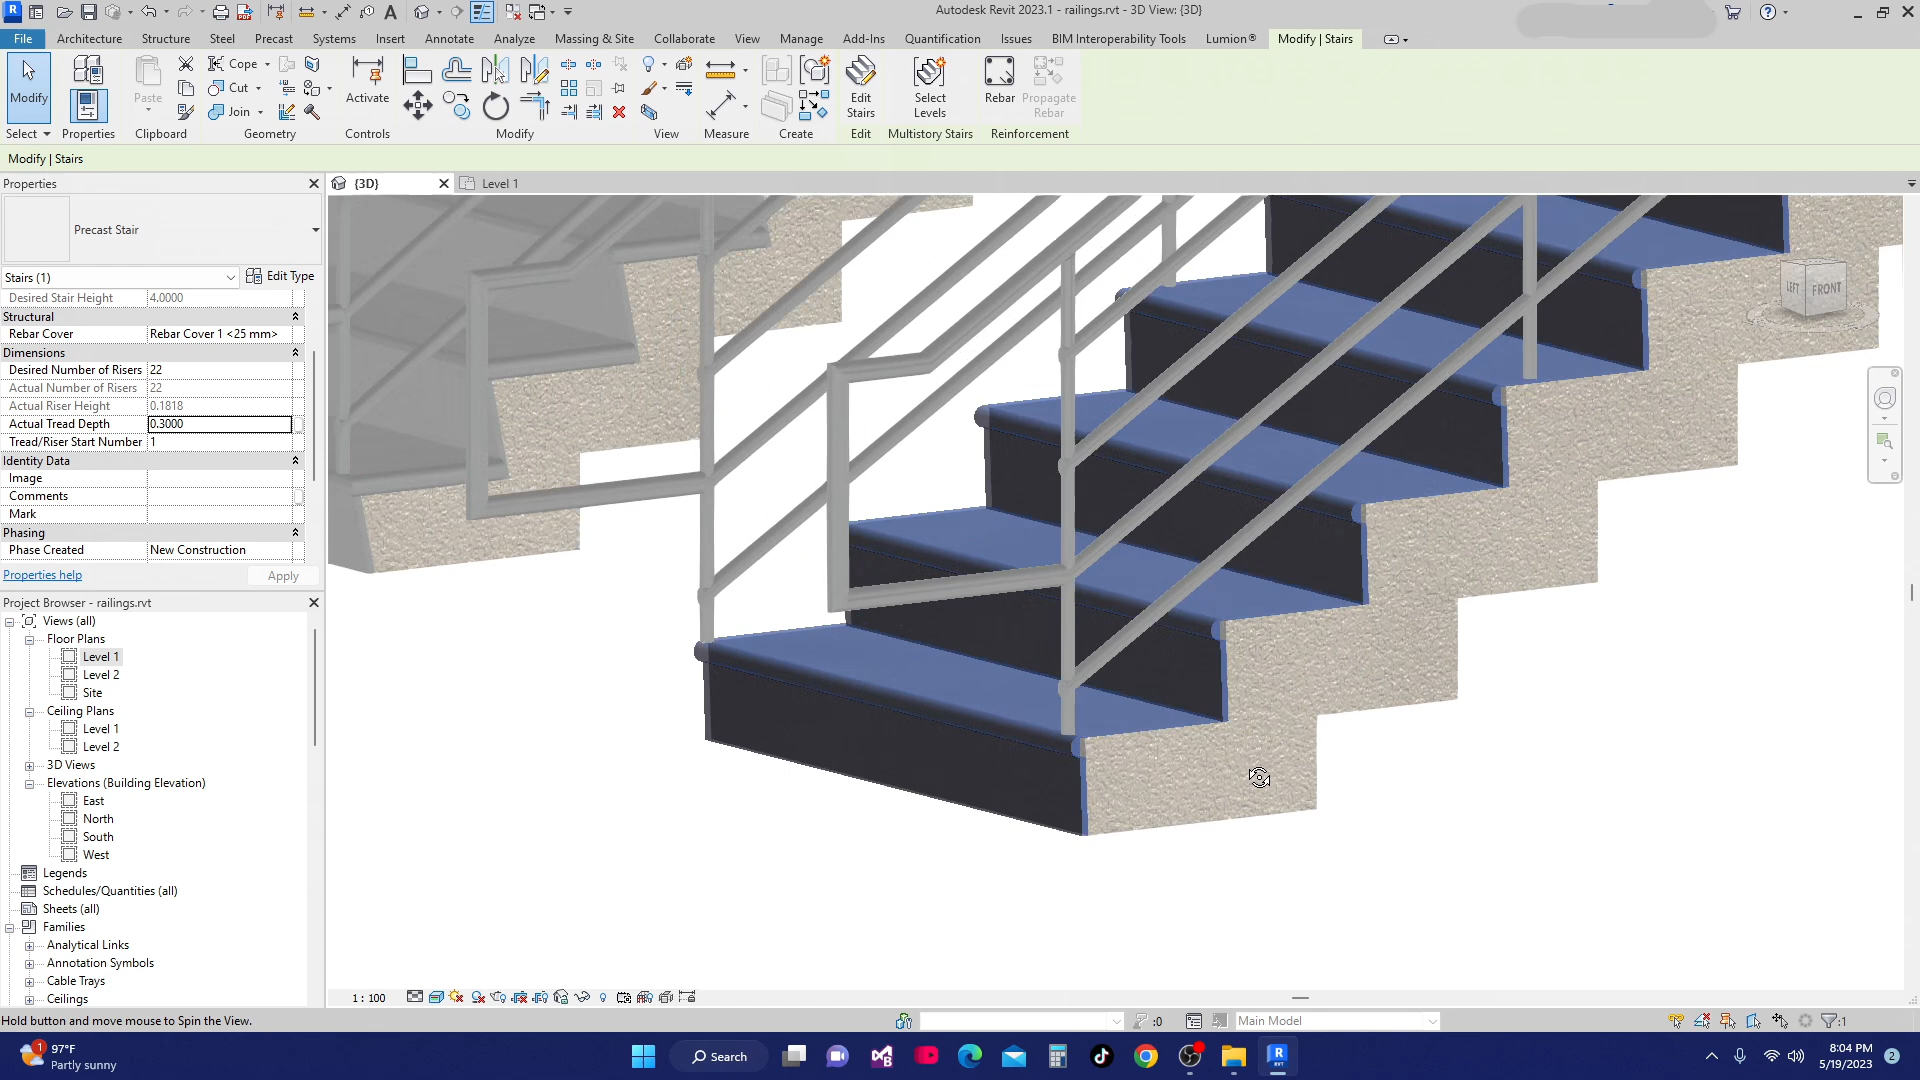 Autodesk Revit 2023.1 - railings.rvt - 3D View: {3D}
File Architecture Structure Steel Precast Systems Insert Annotate Analyze Massing & Site Collaborate View Manage Add-Ins Quantification Issues BIM Interoperability Tools Lumion® Modify | Stairs
Modify
Paste
Cope
Cut
Join
Activate
Edit Stairs
Select Levels
Rebar
Propagate Rebar
Select Properties Clipboard Geometry Controls Modify View Measure Create Edit Multistory Stairs Reinforcement
Modify | Stairs
Properties
{3D}
Level 1
Precast Stair
Stairs (1)
Edit Type
Desired Stair Height 4.0000
Structural
Rebar Cover Rebar Cover 1 <25 mm>
Dimensions
Desired Number of Risers 22
Actual Number of Risers 22
Actual Riser Height 0.1818
Actual Tread Depth 0.3000
Tread/Riser Start Number 1
Identity Data
Image
Comments
Mark
Phasing
Phase Created New Construction
Properties help
Apply
LEFT FRONT
Project Browser - railings.rvt
Views (all)
Floor Plans
Level 1
Level 2
Site
Ceiling Plans
Level 1
Level 2
3D Views
Elevations (Building Elevation)
East
North
South
West
Legends
Schedules/Quantities (all)
Sheets (all)
Families
Analytical Links
Annotation Symbols
Cable Trays
Ceilings
1 : 100
Hold button and move mouse to Spin the View.
:0
Main Model
:1
1
97°F
Partly sunny
Search
8:04 PM
5/19/2023
2